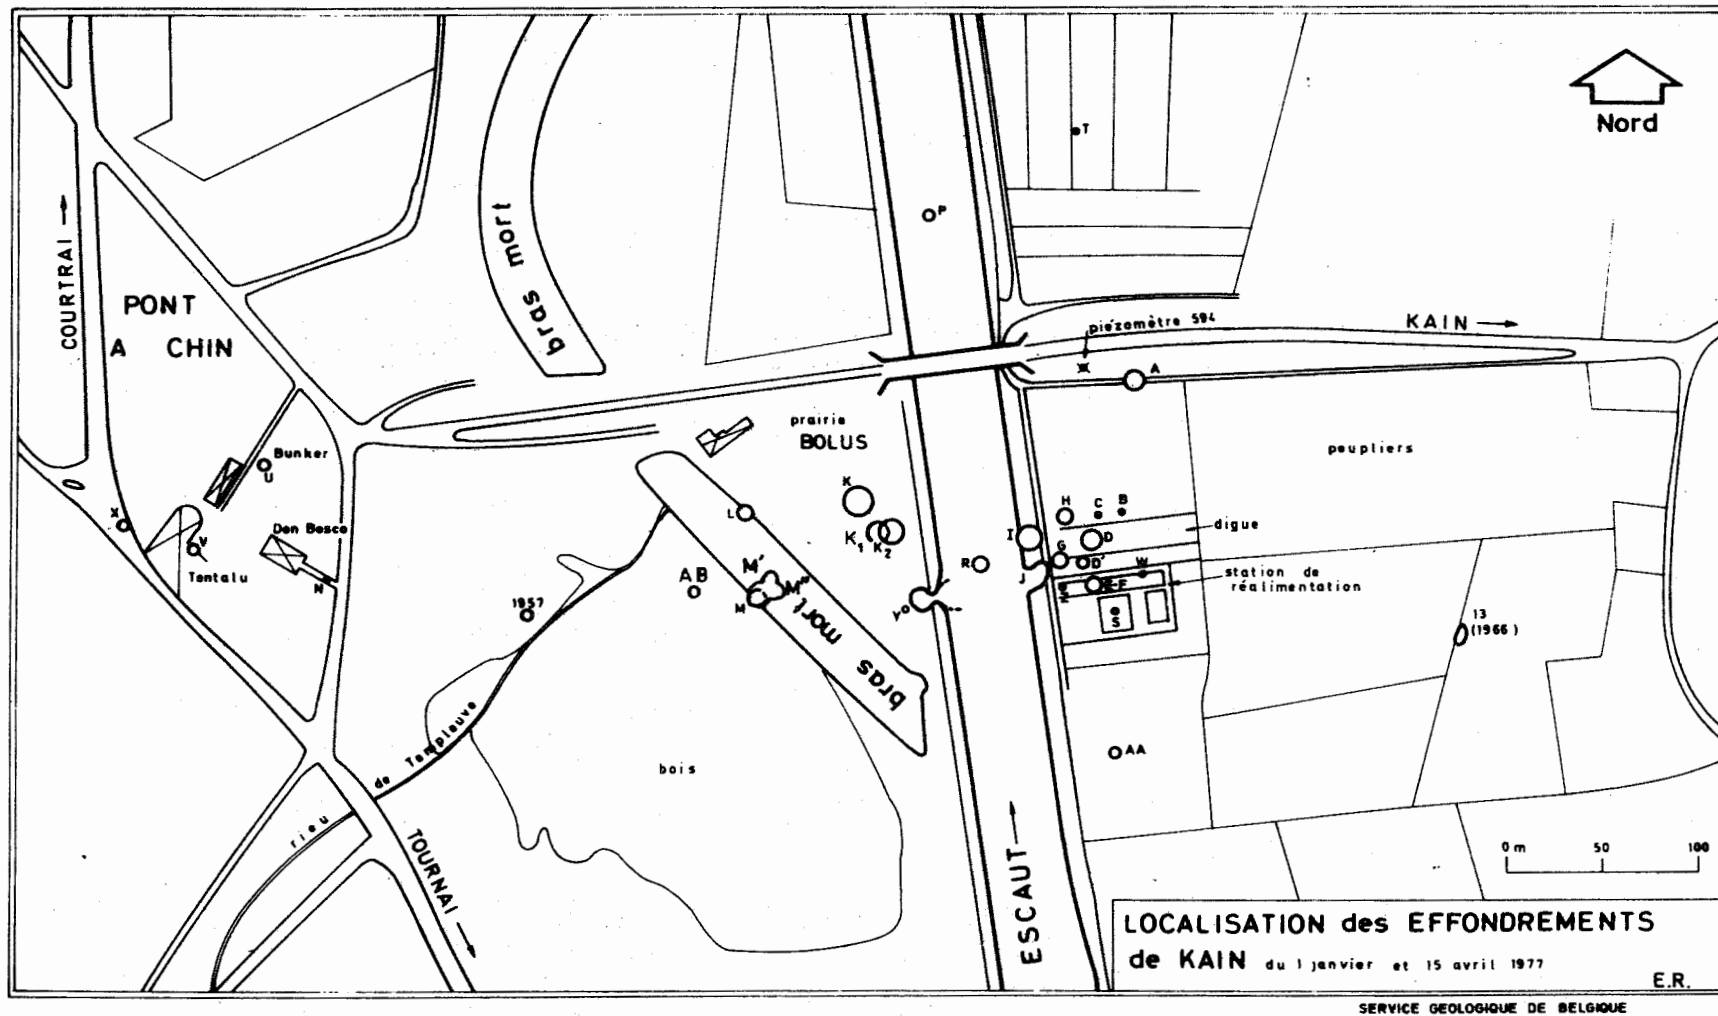 Nord
T
P
bras mort
COURTRAI
PONT
A CHIN
piézomètre 594
KAIN
A
prairie
BOLUS
peupliers
Bunker
U
K
K1
K2
L
H
C
B
I
D
digue
X
V
Don Bosco
Tentalu
N
G
D'
W
R
J
E-F
station de
réalimentation
S
AB
M'
M"
M
1957
Y
13
(1966)
bras mort
rieu
de Templeuve
bois
AA
TOURNAI
ESCAUT
0 m 50 100
LOCALISATION des EFFONDREMENTS
de KAIN du 1 janvier et 15 avril 1977
E.R.
SERVICE GEOLOGIQUE DE BELGIQUE